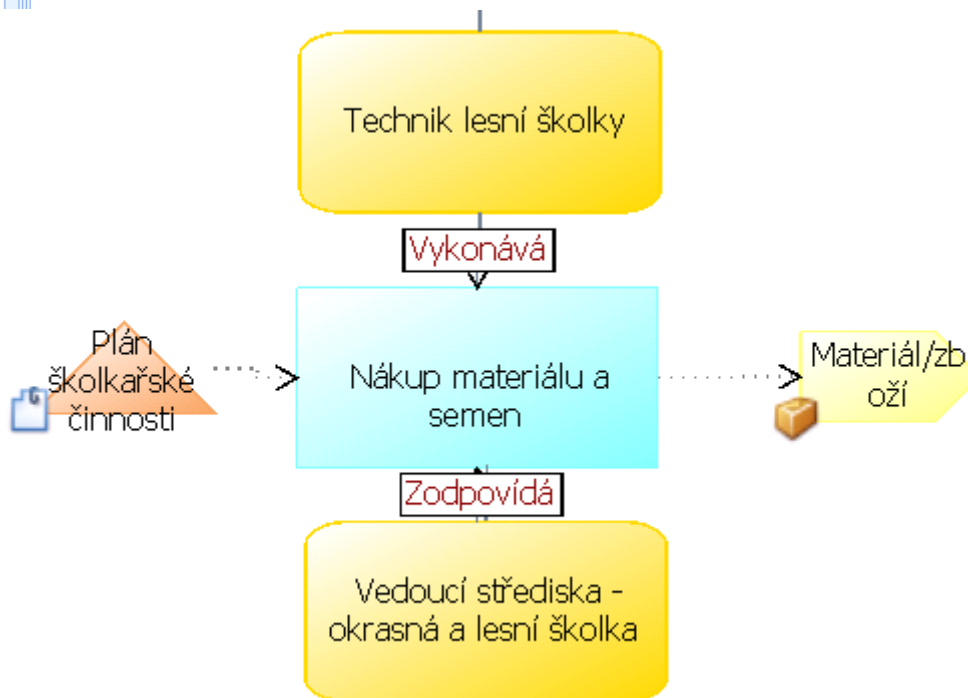 Technik lesní školky
Vykonává
Plán
školkařské
činnosti
Nákup materiálu a
semen
Materiál/zb
oží
Zodpovídá
Vedoucí střediska -
okrasná a lesní školka